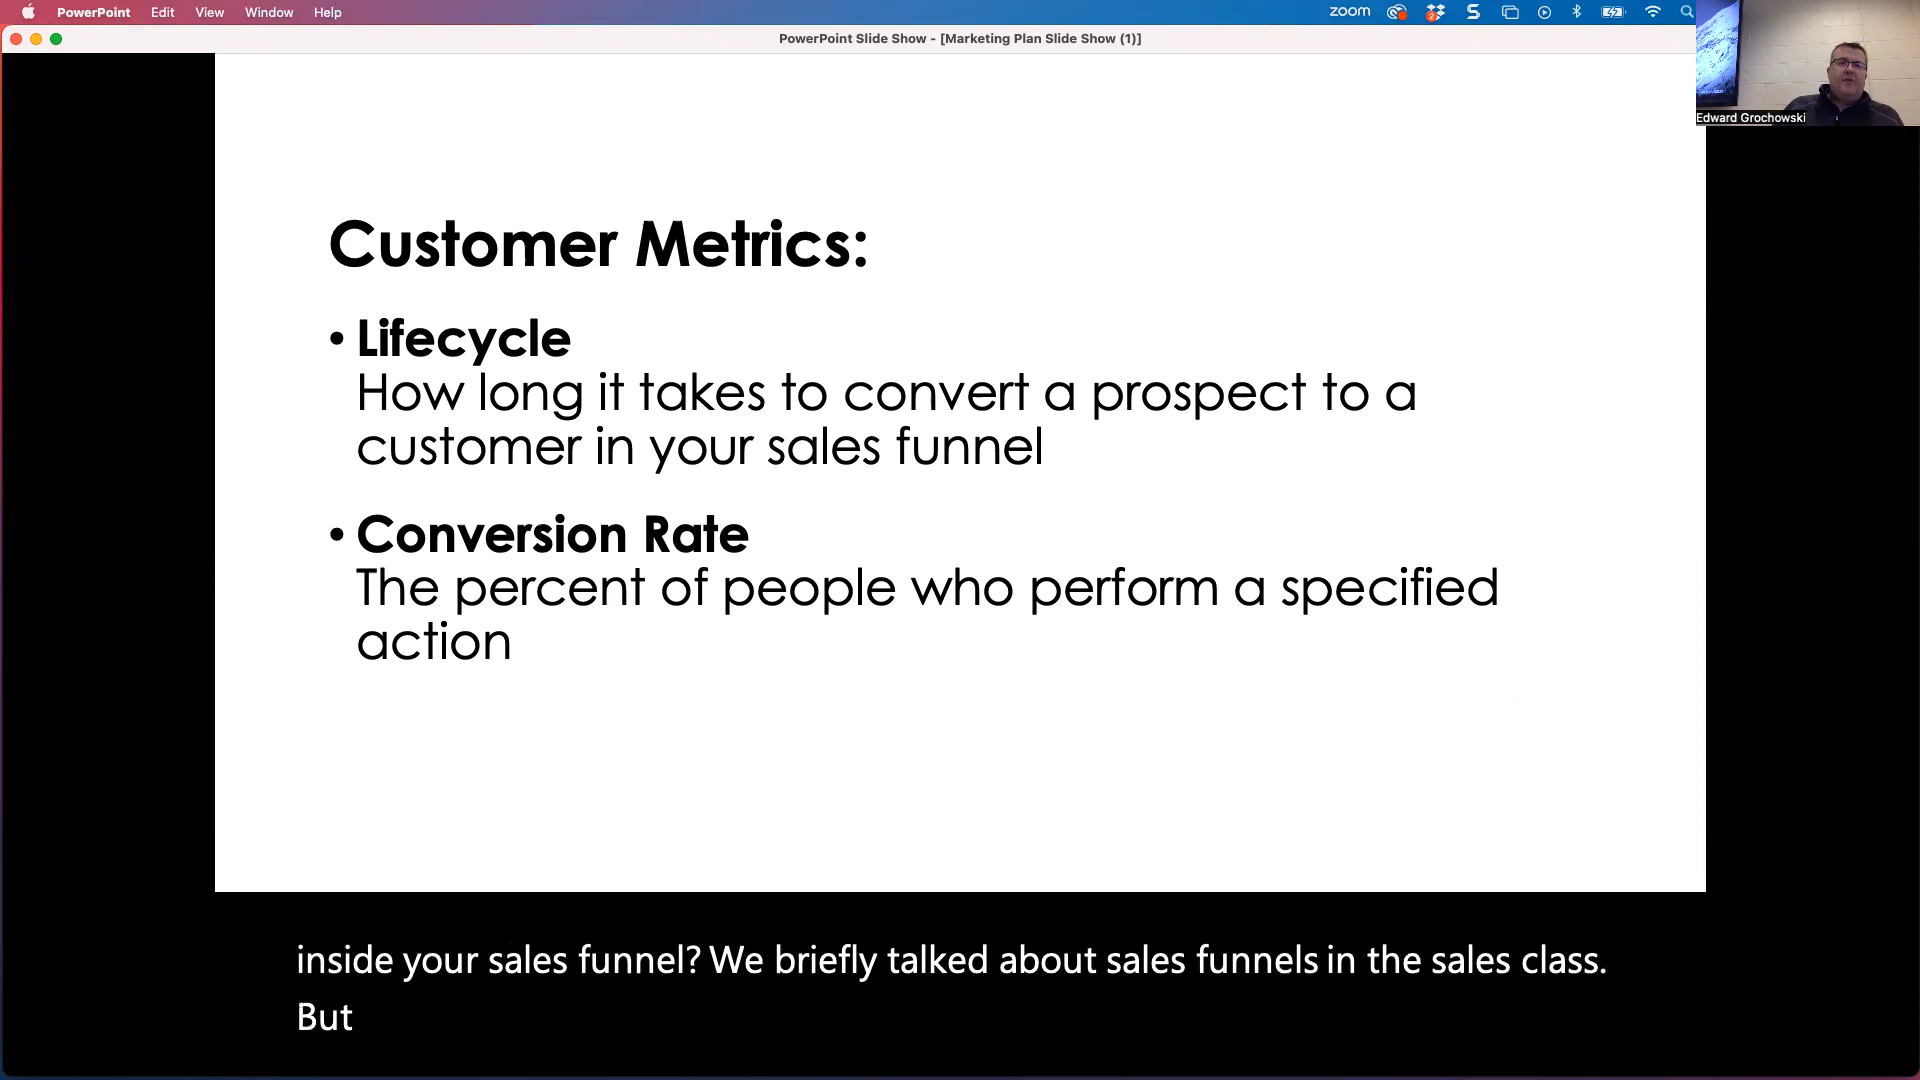 PowerPoint Edit View Window Help zoom
2
PowerPoint Slide Show - [Marketing Plan Slide Show (1)]
Edward Grochowski
Customer Metrics:
• Lifecycle
How long it takes to convert a prospect to a
customer in your sales funnel
• Conversion Rate
The percent of people who perform a specified
action
inside your sales funnel? We briefly talked about sales funnels in the sales class.
But